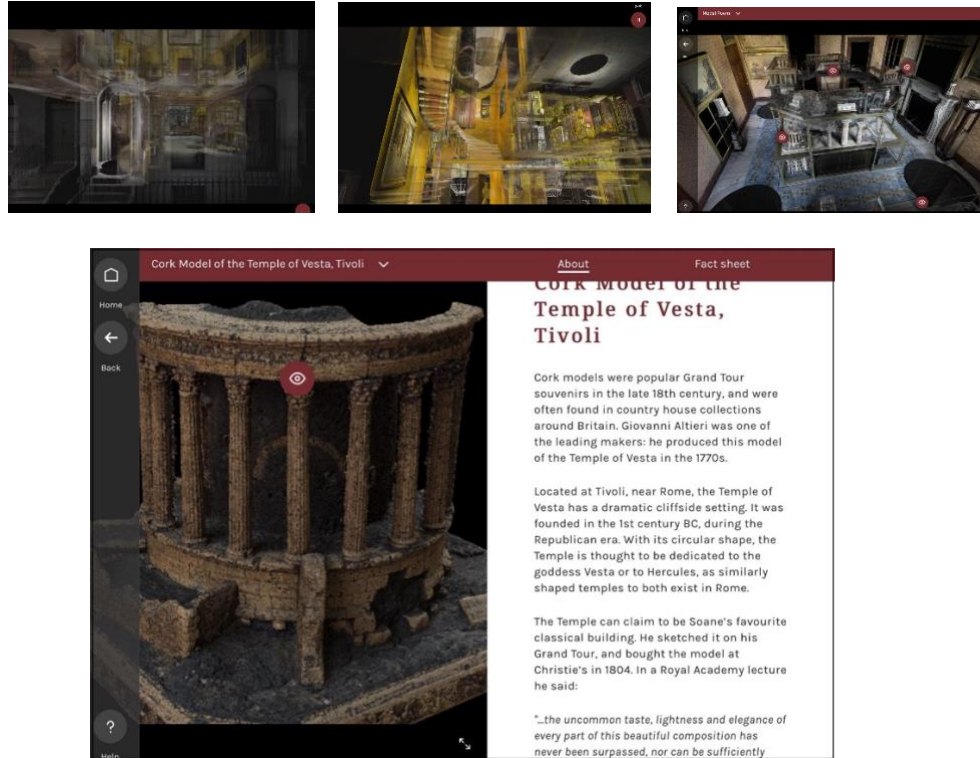 Model Room
Cork Model of the Temple of Vesta, Tivoli
About
Fact sheet
Home
Back
Help
Cork Model of the
Temple of Vesta,
Tivoli
Cork models were popular Grand Tour
souvenirs in the late 18th century, and were
often found in country house collections
around Britain. Giovanni Altieri was one of
the leading makers: he produced this model
of the Temple of Vesta in the 1770s.
Located at Tivoli, near Rome, the Temple of
Vesta has a dramatic cliffside setting. It was
founded in the 1st century BC, during the
Republican era. With its circular shape, the
Temple is thought to be dedicated to the
goddess Vesta or to Hercules, as similarly
shaped temples to both exist in Rome.
The Temple can claim to be Soane's favourite
classical building. He sketched it on his
Grand Tour, and bought the model at
Christie's in 1804. In a Royal Academy lecture
he said:
"...the uncommon taste, lightness and elegance of
every part of this beautiful composition has
never been surpassed, nor can be sufficiently